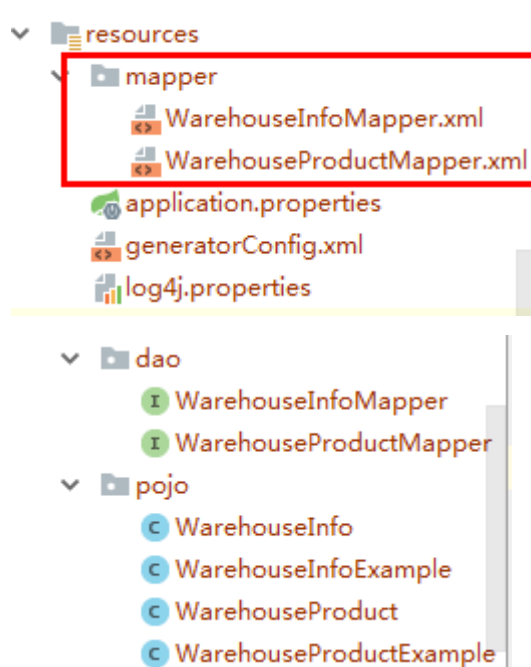 resources
mapper
WarehouseInfoMapper.xml
WarehouseProductMapper.xml
application.properties
generatorConfig.xml
log4j.properties
dao
WarehouseInfoMapper
WarehouseProductMapper
pojo
WarehouseInfo
WarehouseInfoExample
WarehouseProduct
WarehouseProductExample